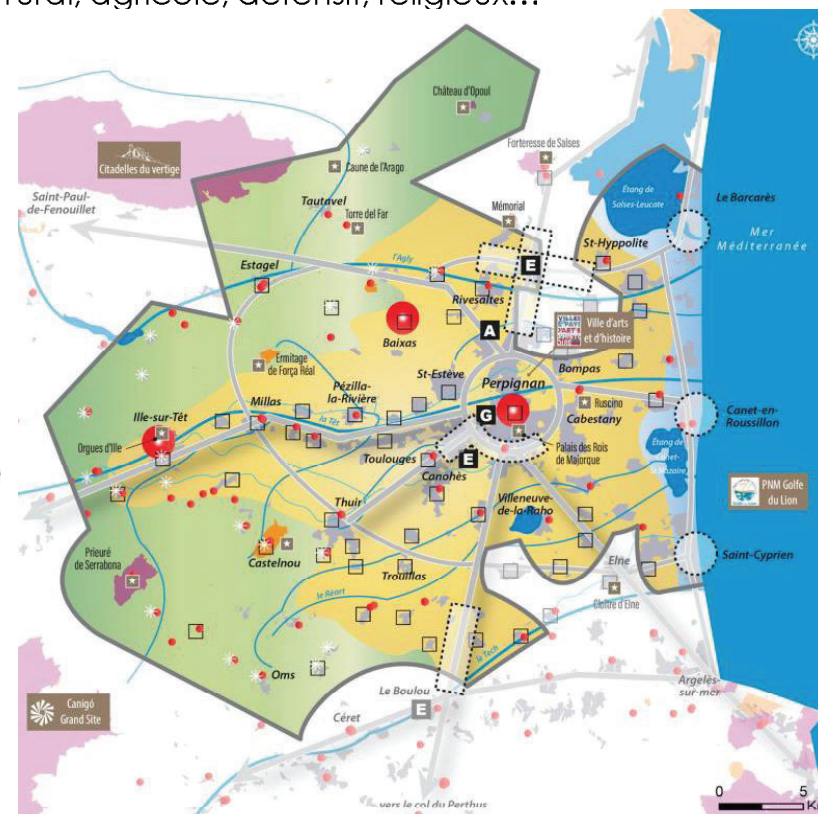 rural, agricole, défensif, religieux...
Château d'Opoul
Citadelles du vertige
Caune de l'Arago
Forteresse de Salses
Saint-Paul-
de-Fenouillet
Tautavel
Torre del Far
Mémorial
Étang de
Salses-Leucate
Le Barcarès
Mer
Méditerranée
St-Hyppolite
l'Agly
Estagel
E
Rivesaltes
Baixas
A
Ville d'arts
et d'histoire
Ermitage
de Força Réal
St-Estève
Perpignan
Bompas
Pézilla-
la-Rivière
Millas
Ille-sur-Têt
la Têt
G
Ruscino
Cabestany
Canet-en-
Roussillon
Orgues d'Ille
Toulouges
E
Palais des Rois
de Majorque
Étang de
Canohès
PNM Golfe
du Lion
Thuir
Villeneuve-
de-la-Raho
Prieuré
de Serrabona
Castelnou
Trouillas
Elne
Saint-Cyprien
le Réart
Cloître d'Elne
le Tech
Oms
Le Boulou
E
Argelès-
sur-mer
Canigó
Grand Site
Céret
vers le col du Perthus
0 5